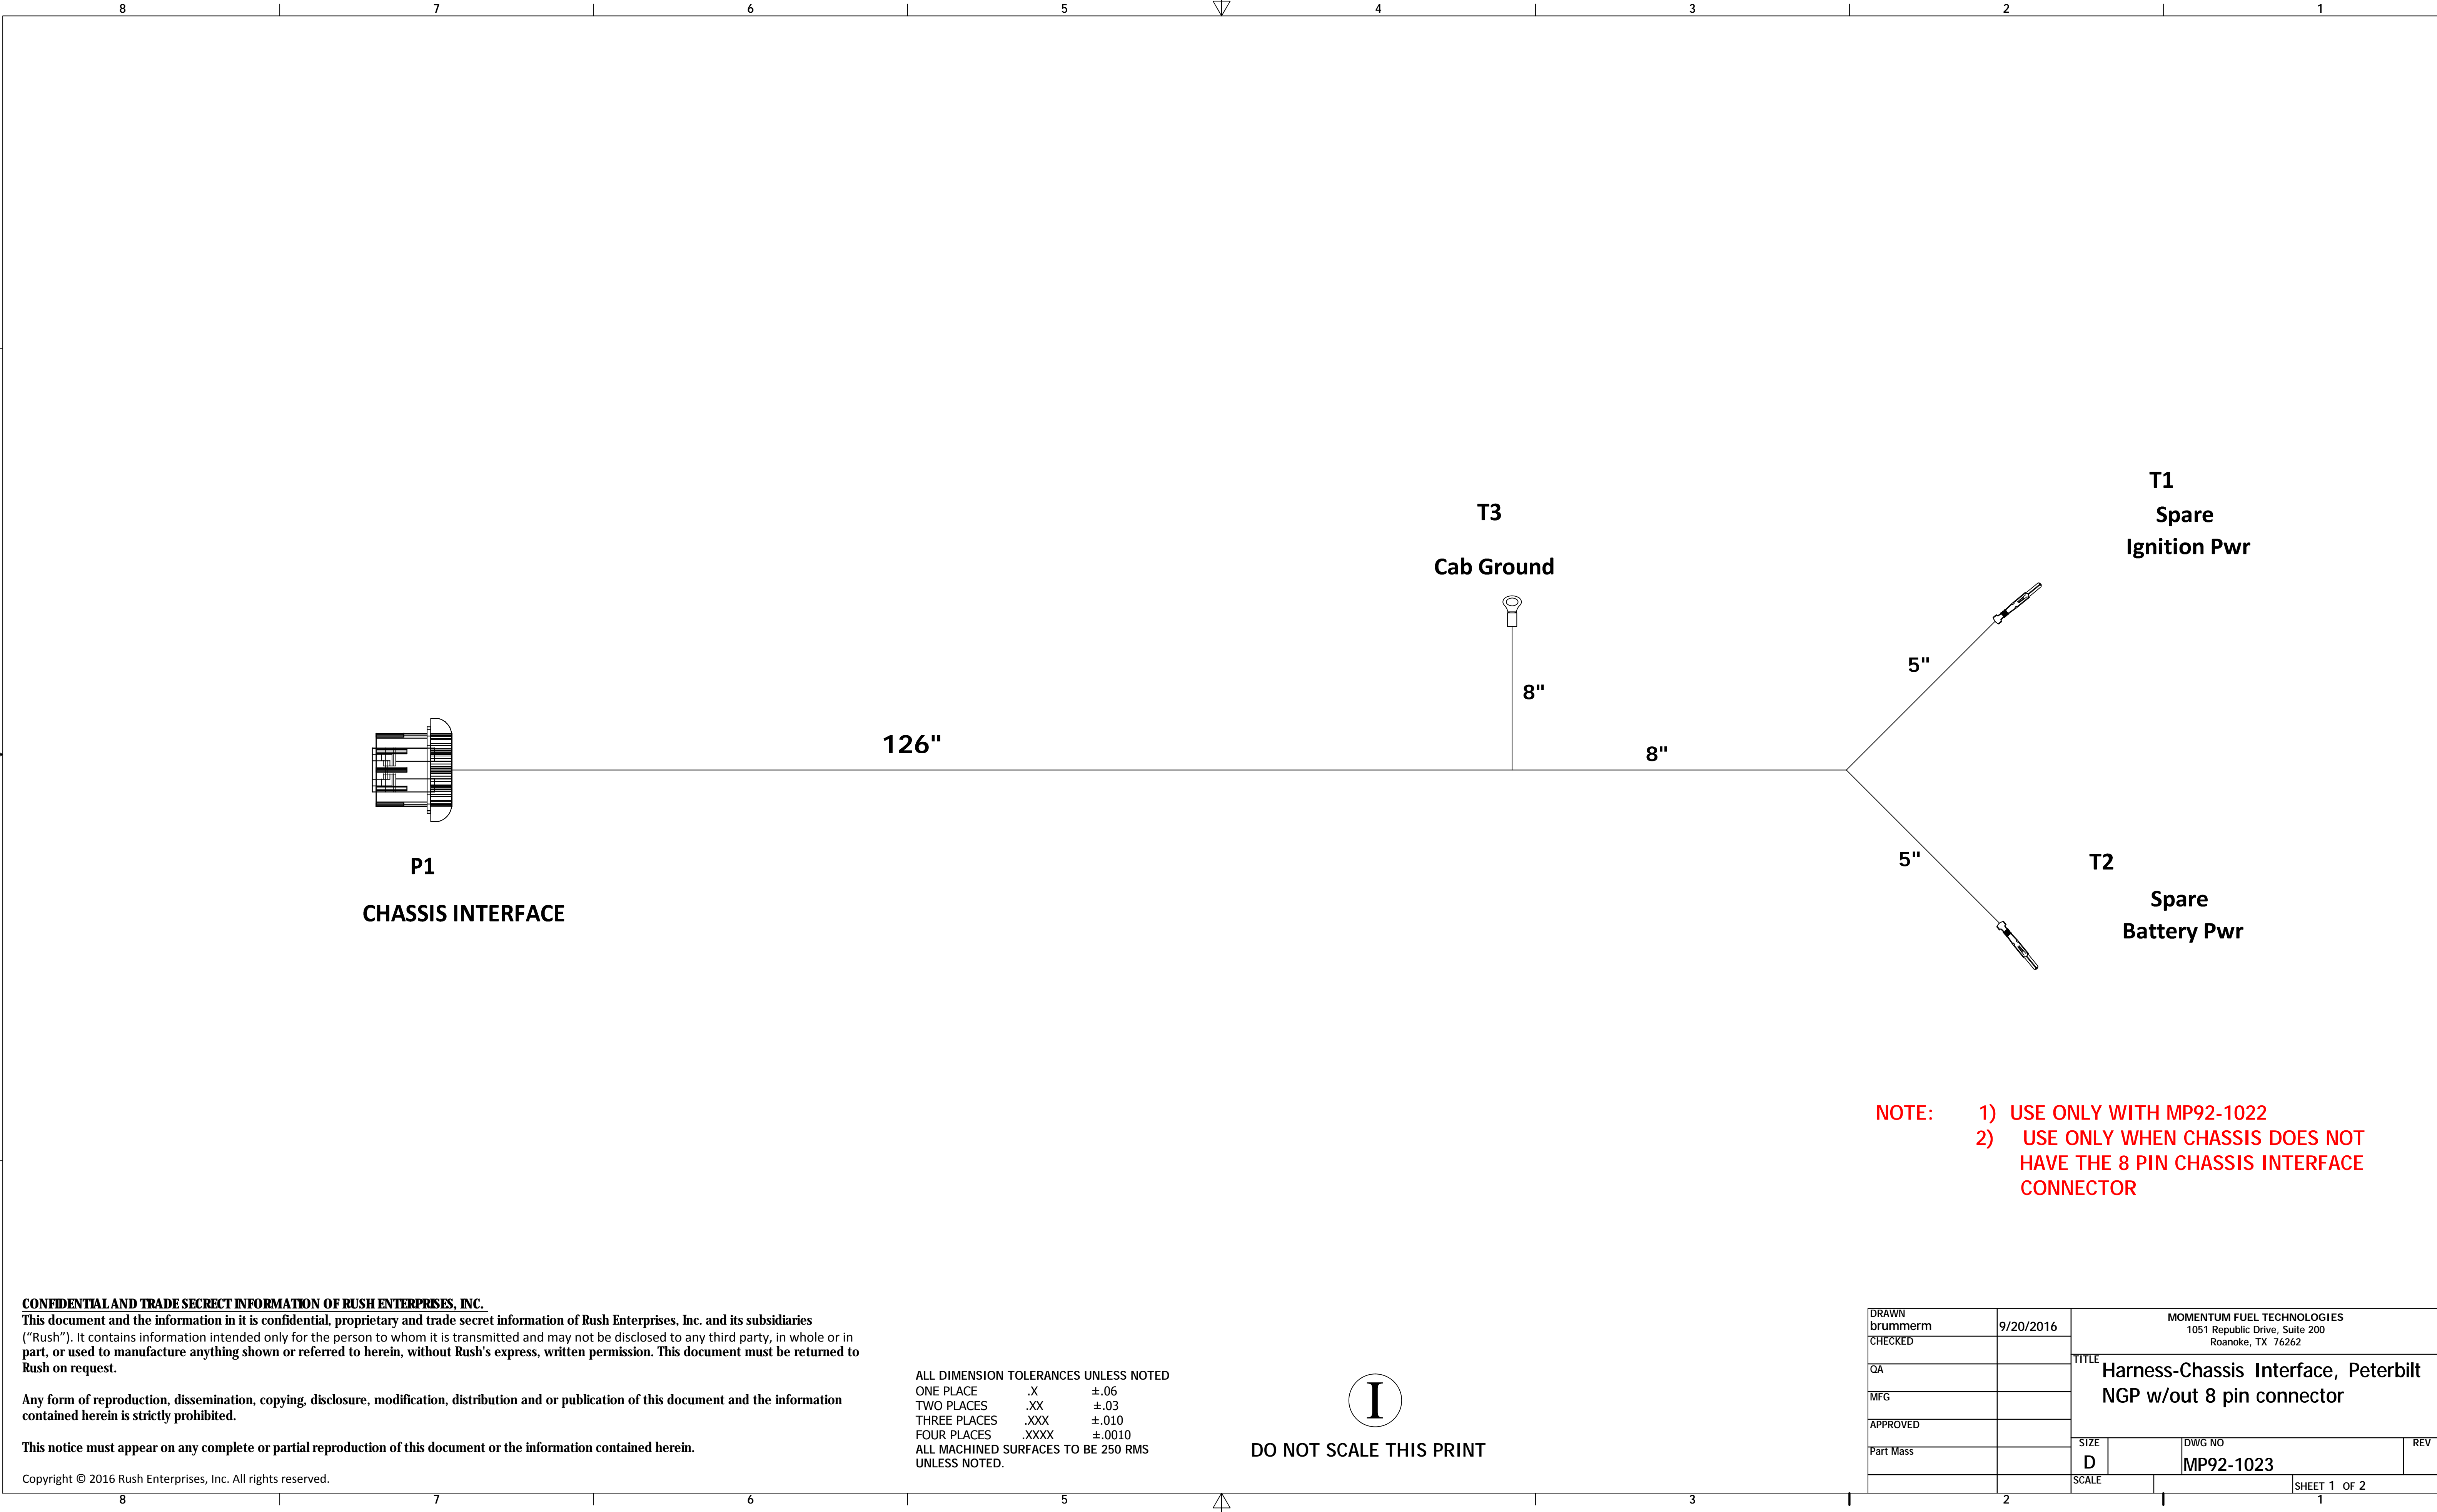 8 7 6 5 4 3 2 1
T1
Spare
Ignition Pwr
T3
Cab Ground
5"
8"
126"
8"
P1
CHASSIS INTERFACE
5"
T2
Spare
Battery Pwr
NOTE: 1) USE ONLY WITH MP92-1022
2) USE ONLY WHEN CHASSIS DOES NOT
HAVE THE 8 PIN CHASSIS INTERFACE
CONNECTOR
CONFIDENTIAL AND TRADE SECRECT INFORMATION OF RUSH ENTERPRISES, INC.
This document and the information in it is confidential, proprietary and trade secret information of Rush Enterprises, Inc. and its subsidiaries
(“Rush”). It contains information intended only for the person to whom it is transmitted and may not be disclosed to any third party, in whole or in
part, or used to manufacture anything shown or referred to herein, without Rush's express, written permission. This document must be returned to
Rush on request.
Any form of reproduction, dissemination, copying, disclosure, modification, distribution and or publication of this document and the information
contained herein is strictly prohibited.
This notice must appear on any complete or partial reproduction of this document or the information contained herein.
Copyright © 2016 Rush Enterprises, Inc. All rights reserved.
ALL DIMENSION TOLERANCES UNLESS NOTED
ONE PLACE .X ±.06
TWO PLACES .XX ±.03
THREE PLACES .XXX ±.010
FOUR PLACES .XXXX ±.0010
ALL MACHINED SURFACES TO BE 250 RMS
UNLESS NOTED.
I
DO NOT SCALE THIS PRINT
DRAWN
brummerm 9/20/2016
CHECKED
QA
MFG
APPROVED
Part Mass
MOMENTUM FUEL TECHNOLOGIES
1051 Republic Drive, Suite 200
Roanoke, TX 76262
TITLE
Harness-Chassis Interface, Peterbilt
NGP w/out 8 pin connector
SIZE
D
DWG NO
MP92-1023
REV
SCALE
SHEET 1 OF 2
8 7 6 5 3 2 1